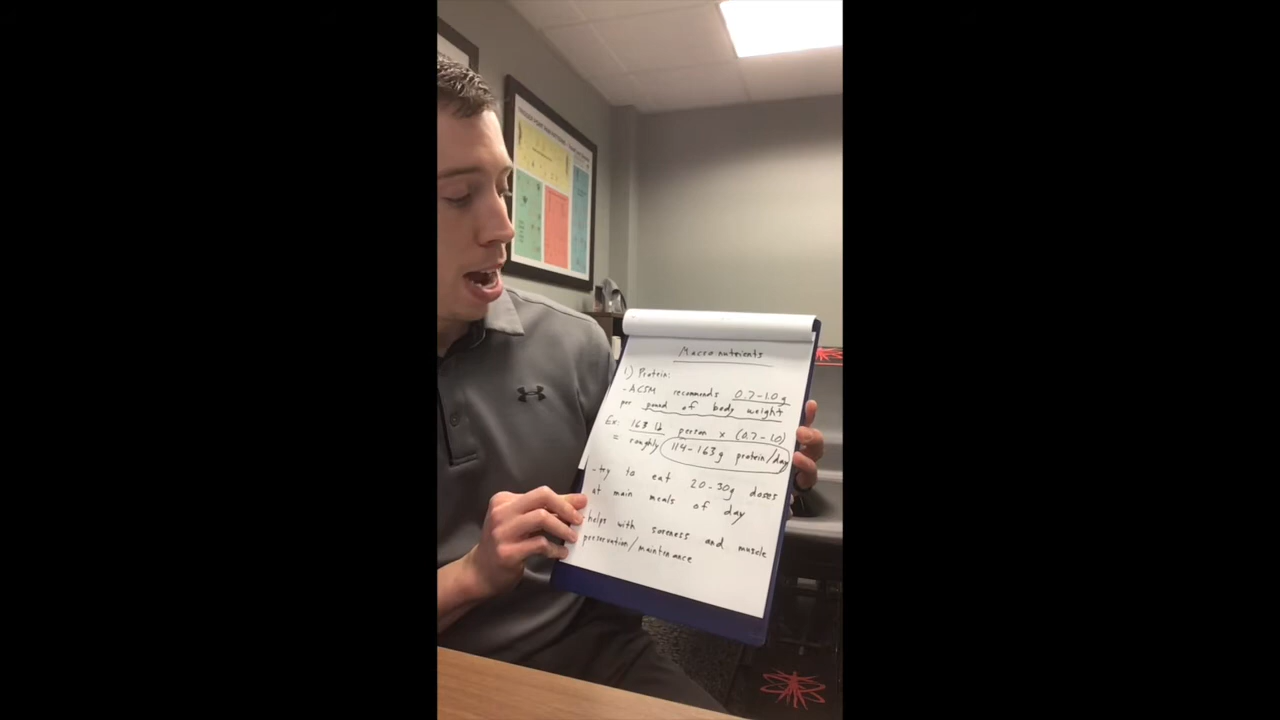 Macronutrients
1) Protein:
- ACSM recommends 0.7-1.0g
per pound of body weight
Ex: 163 lb person x (0.7-1.0)
= roughly 114-163g protein/day
- try to eat 20-30g doses
at main meals of day
- helps with soreness and muscle
preservation/maintenance